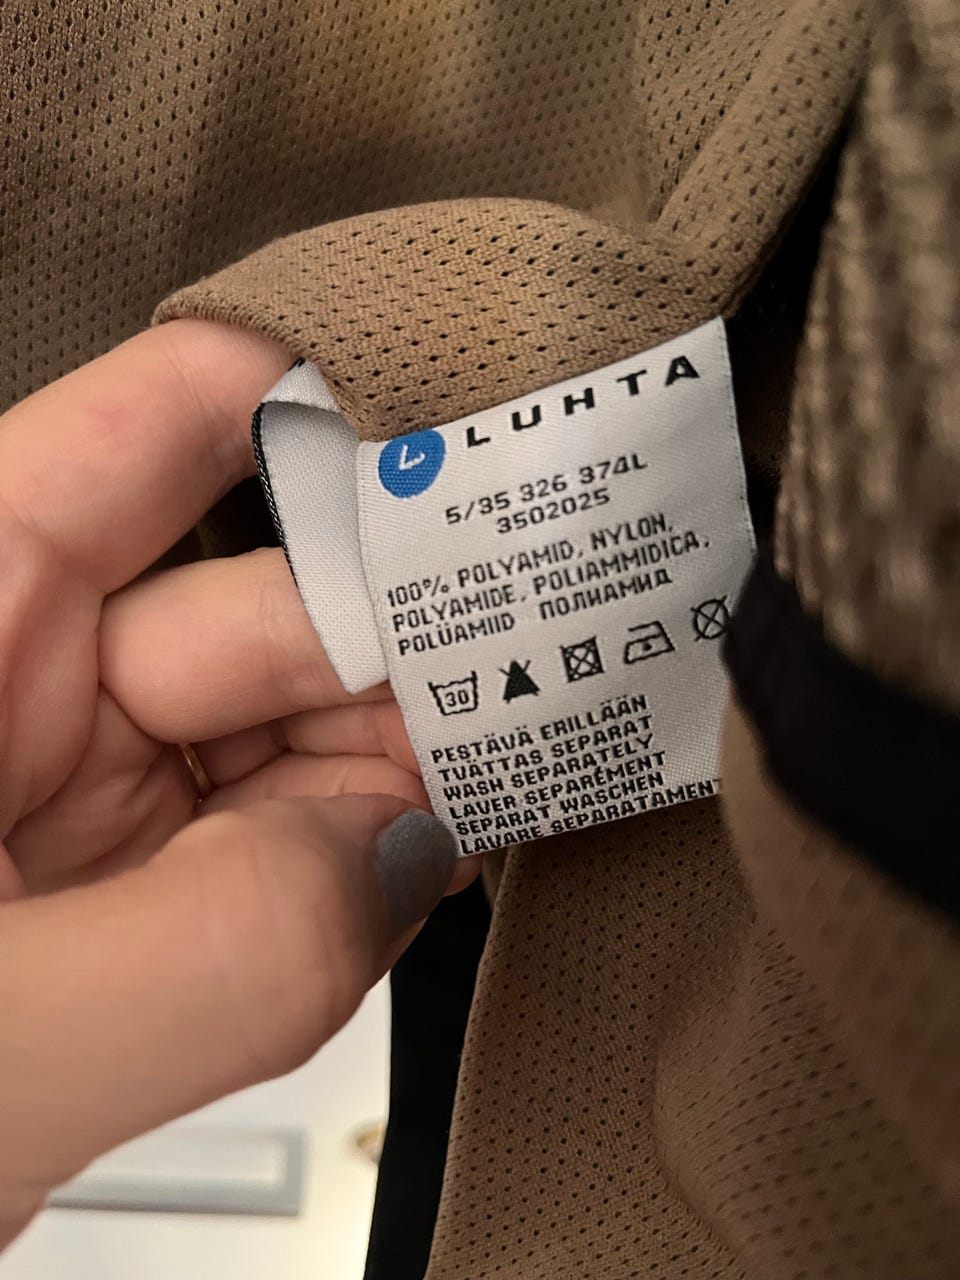 L LUHTA
5/35 326 374L
3502025
100% POLYAMID, NYLON,
POLYAMIDE, POLIAMMIDICA,
POLÜAMIID ПОЛИАМИД
30
PESTÄVÄ ERILLÄÄN
TVÄTTAS SEPARAT
WASH SEPARATELY
LAVER SEPARÉMENT
SEPARAT WASCHEN
LAVARE SEPARATAMENT